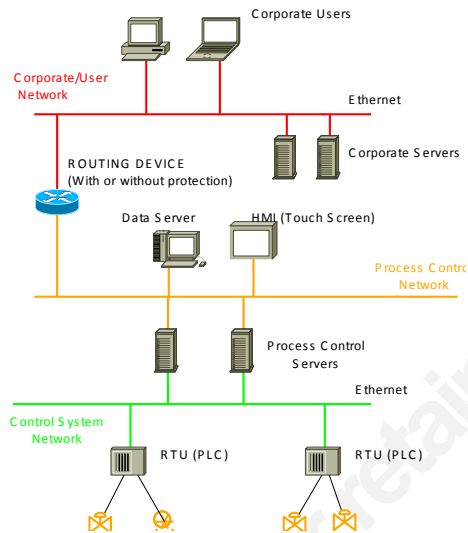 Corporate Users
Corporate/User
Network
Ethernet
ROUTING DEVICE
(With or without protection)
Corporate Servers
Data Server
HMI (Touch Screen)
Process Contro
Network
Process Control
Servers
Ethernet
Control System
Network
RTU (PLC)
RTU (PLC)